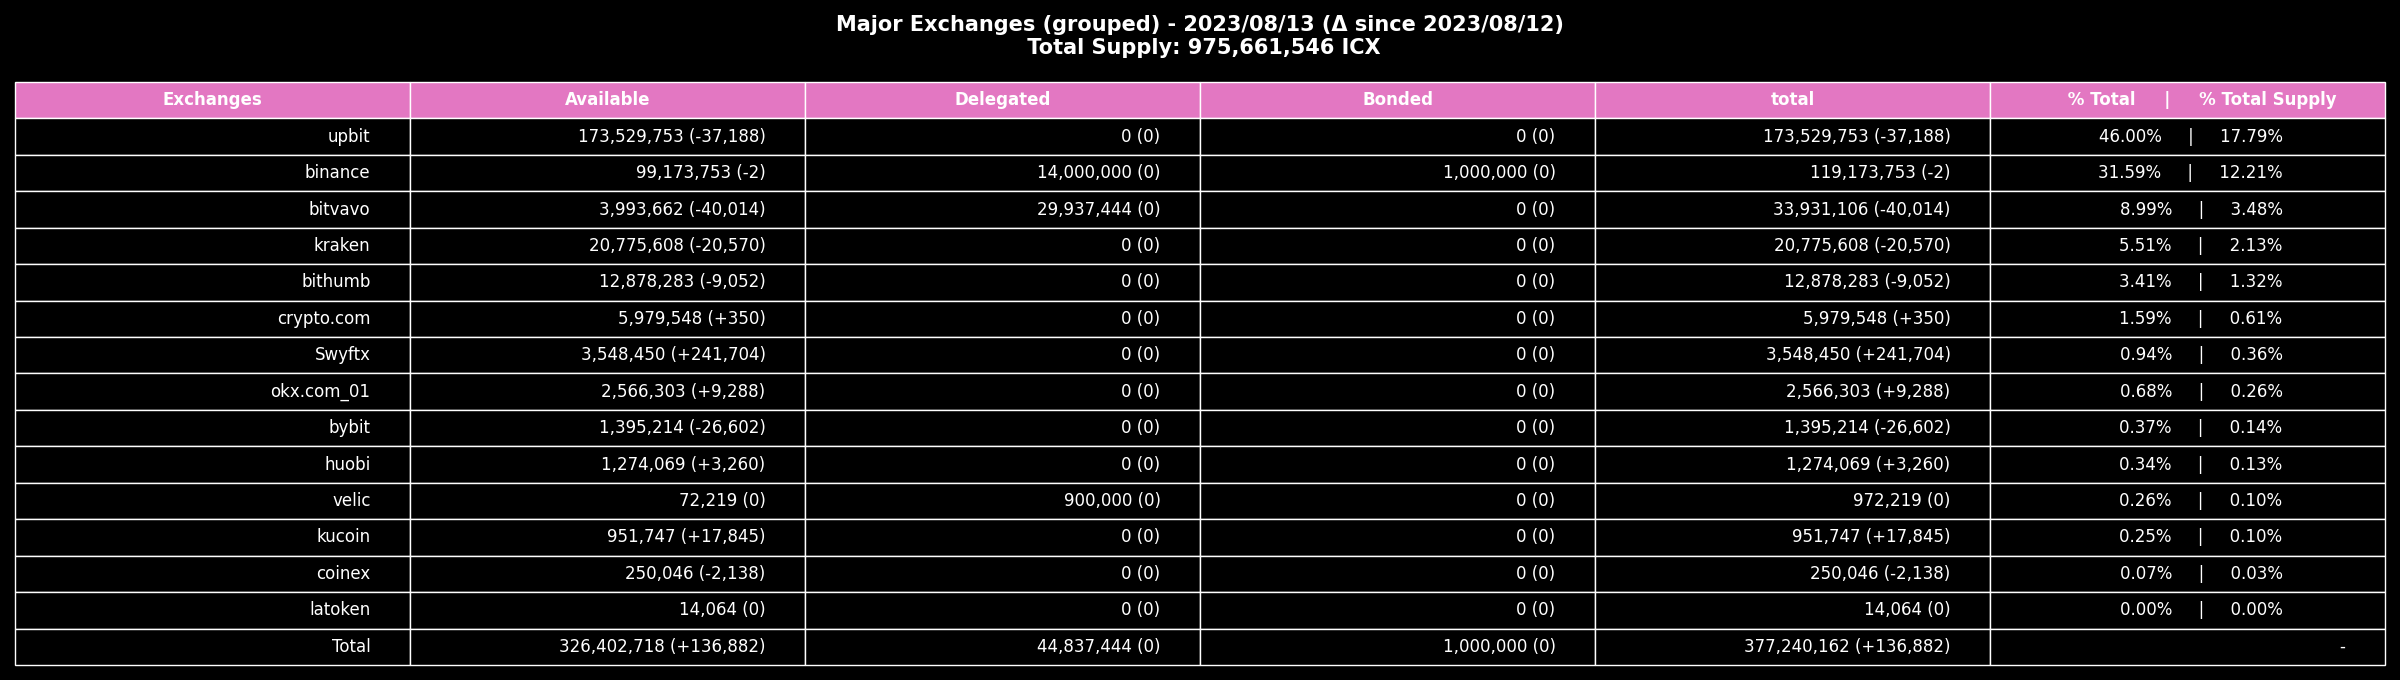 Major Exchanges (grouped) - 2023/08/13 (Δ since 2023/08/12)
Total Supply: 975,661,546 ICX
Exchanges Available Delegated Bonded total % Total | % Total Supply
upbit 173,529,753 (-37,188) 0 (0) 0 (0) 173,529,753 (-37,188) 46.00% | 17.79%
binance 99,173,753 (-2) 14,000,000 (0) 1,000,000 (0) 119,173,753 (-2) 31.59% | 12.21%
bitvavo 3,993,662 (-40,014) 29,937,444 (0) 0 (0) 33,931,106 (-40,014) 8.99% | 3.48%
kraken 20,775,608 (-20,570) 0 (0) 0 (0) 20,775,608 (-20,570) 5.51% | 2.13%
bithumb 12,878,283 (-9,052) 0 (0) 0 (0) 12,878,283 (-9,052) 3.41% | 1.32%
crypto.com 5,979,548 (+350) 0 (0) 0 (0) 5,979,548 (+350) 1.59% | 0.61%
Swyftx 3,548,450 (+241,704) 0 (0) 0 (0) 3,548,450 (+241,704) 0.94% | 0.36%
okx.com_01 2,566,303 (+9,288) 0 (0) 0 (0) 2,566,303 (+9,288) 0.68% | 0.26%
bybit 1,395,214 (-26,602) 0 (0) 0 (0) 1,395,214 (-26,602) 0.37% | 0.14%
huobi 1,274,069 (+3,260) 0 (0) 0 (0) 1,274,069 (+3,260) 0.34% | 0.13%
velic 72,219 (0) 900,000 (0) 0 (0) 972,219 (0) 0.26% | 0.10%
kucoin 951,747 (+17,845) 0 (0) 0 (0) 951,747 (+17,845) 0.25% | 0.10%
coinex 250,046 (-2,138) 0 (0) 0 (0) 250,046 (-2,138) 0.07% | 0.03%
latoken 14,064 (0) 0 (0) 0 (0) 14,064 (0) 0.00% | 0.00%
Total 326,402,718 (+136,882) 44,837,444 (0) 1,000,000 (0) 377,240,162 (+136,882) -